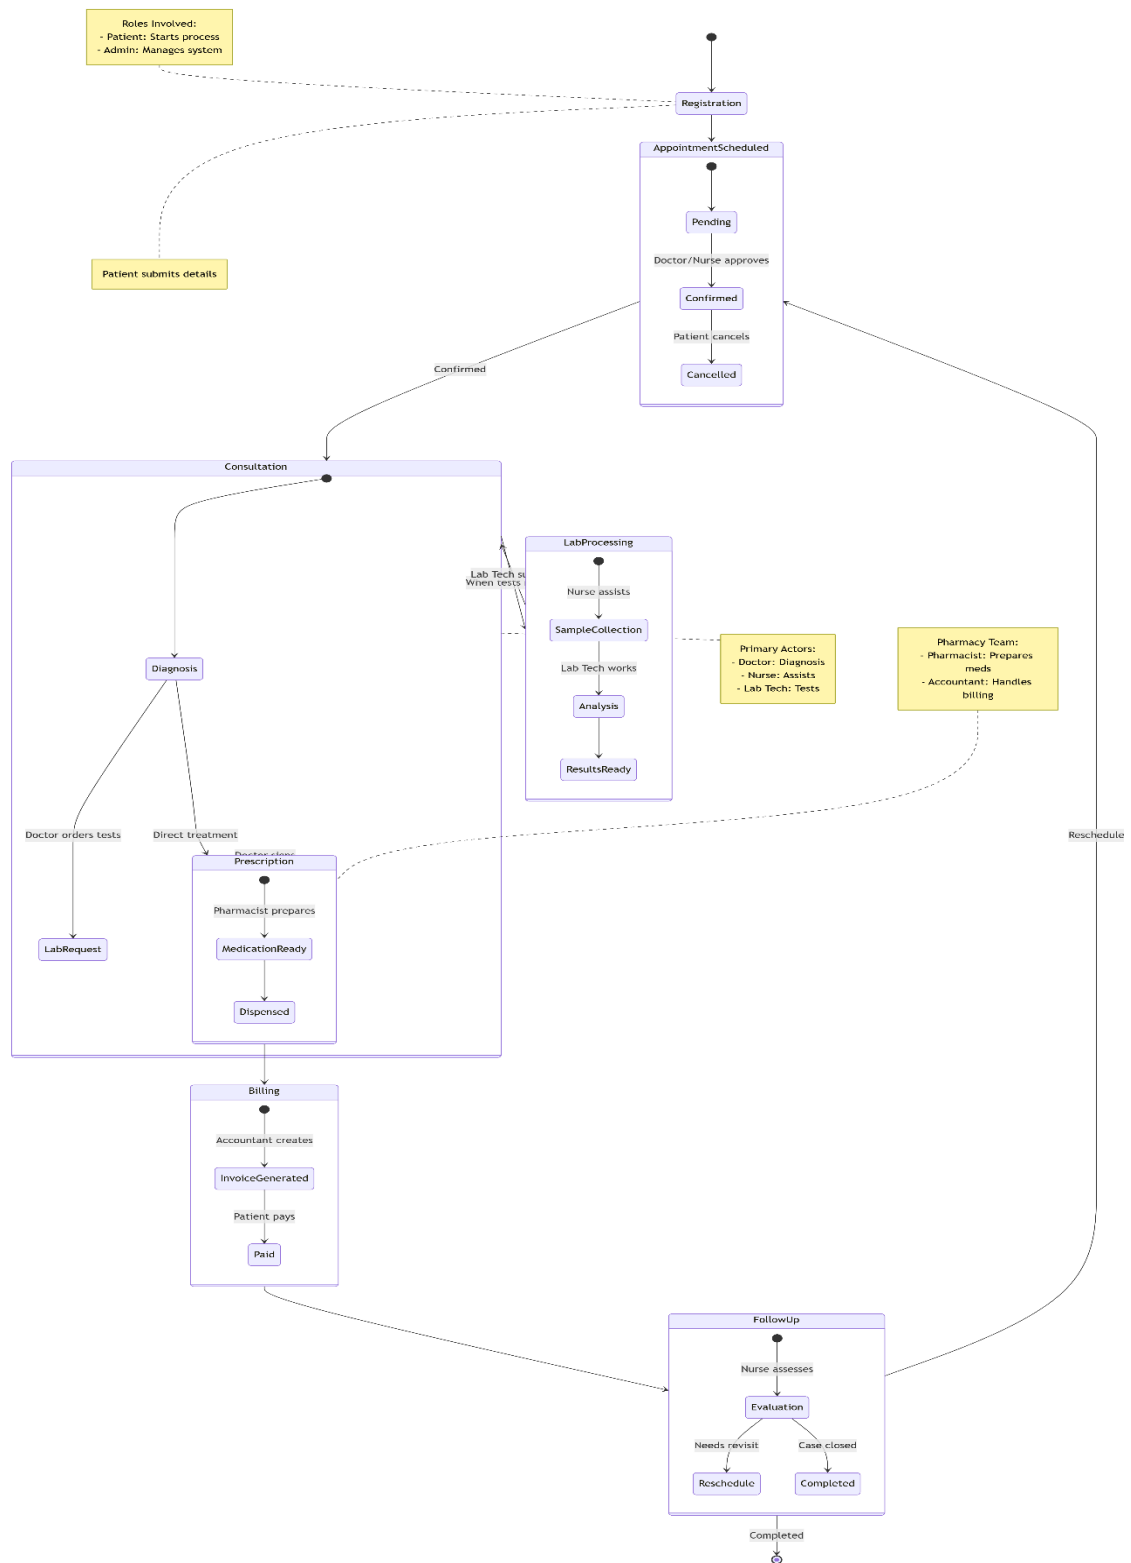 Roles Involved:
- Patient: Starts process
- Admin: Manages system
Registration
AppointmentScheduled
Pending
Doctor/Nurse approves
Patient submits details
Confirmed
Patient cancels
Cancelled
Confirmed
Consultation
LabProcessing
Lab Tech
When tests
Nurse assists
SampleCollection
Primary Actors:
- Doctor: Diagnosis
- Nurse: Assists
- Lab Tech: Tests
Pharmacy Team:
- Pharmacist: Prepares
meds
- Accountant: Handles
billing
Diagnosis
Lab Tech works
Analysis
ResultsReady
Doctor orders tests
Direct treatment
Reschedule
Prescription
Pharmacist prepares
LabRequest
MedicationReady
Dispensed
Billing
Accountant creates
InvoiceGenerated
Patient pays
Paid
FollowUp
Nurse assesses
Evaluation
Needs revisit
Case closed
Reschedule
Completed
Completed